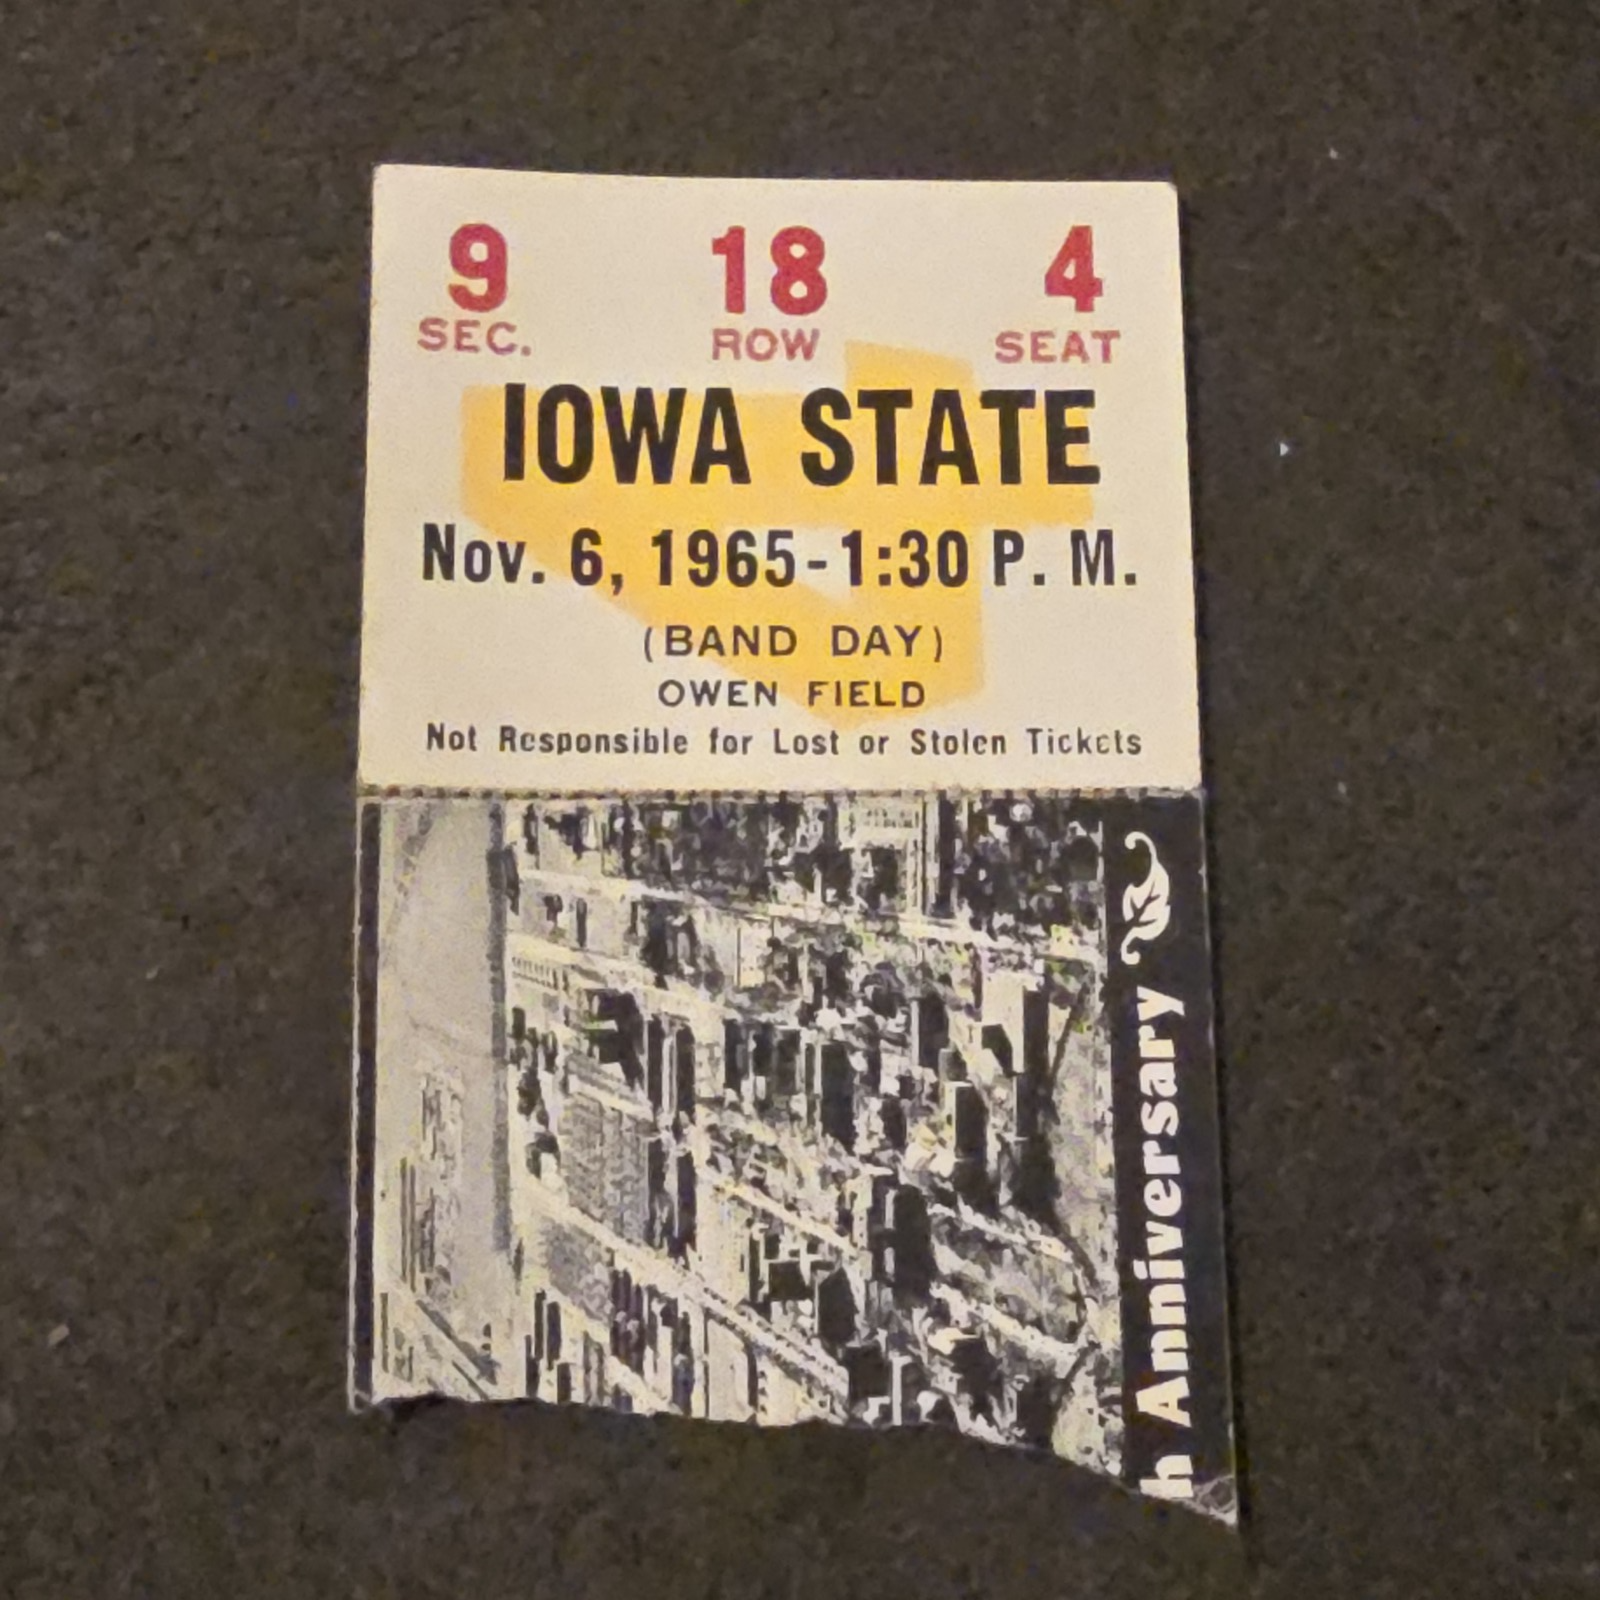 9 18 4
SEC. ROW SEAT
IOWA STATE
Nov. 6, 1965-1:30 P. M.
(BAND DAY)
OWEN FIELD
Not Responsible for Lost or Stolen Tickets
h Anniversary